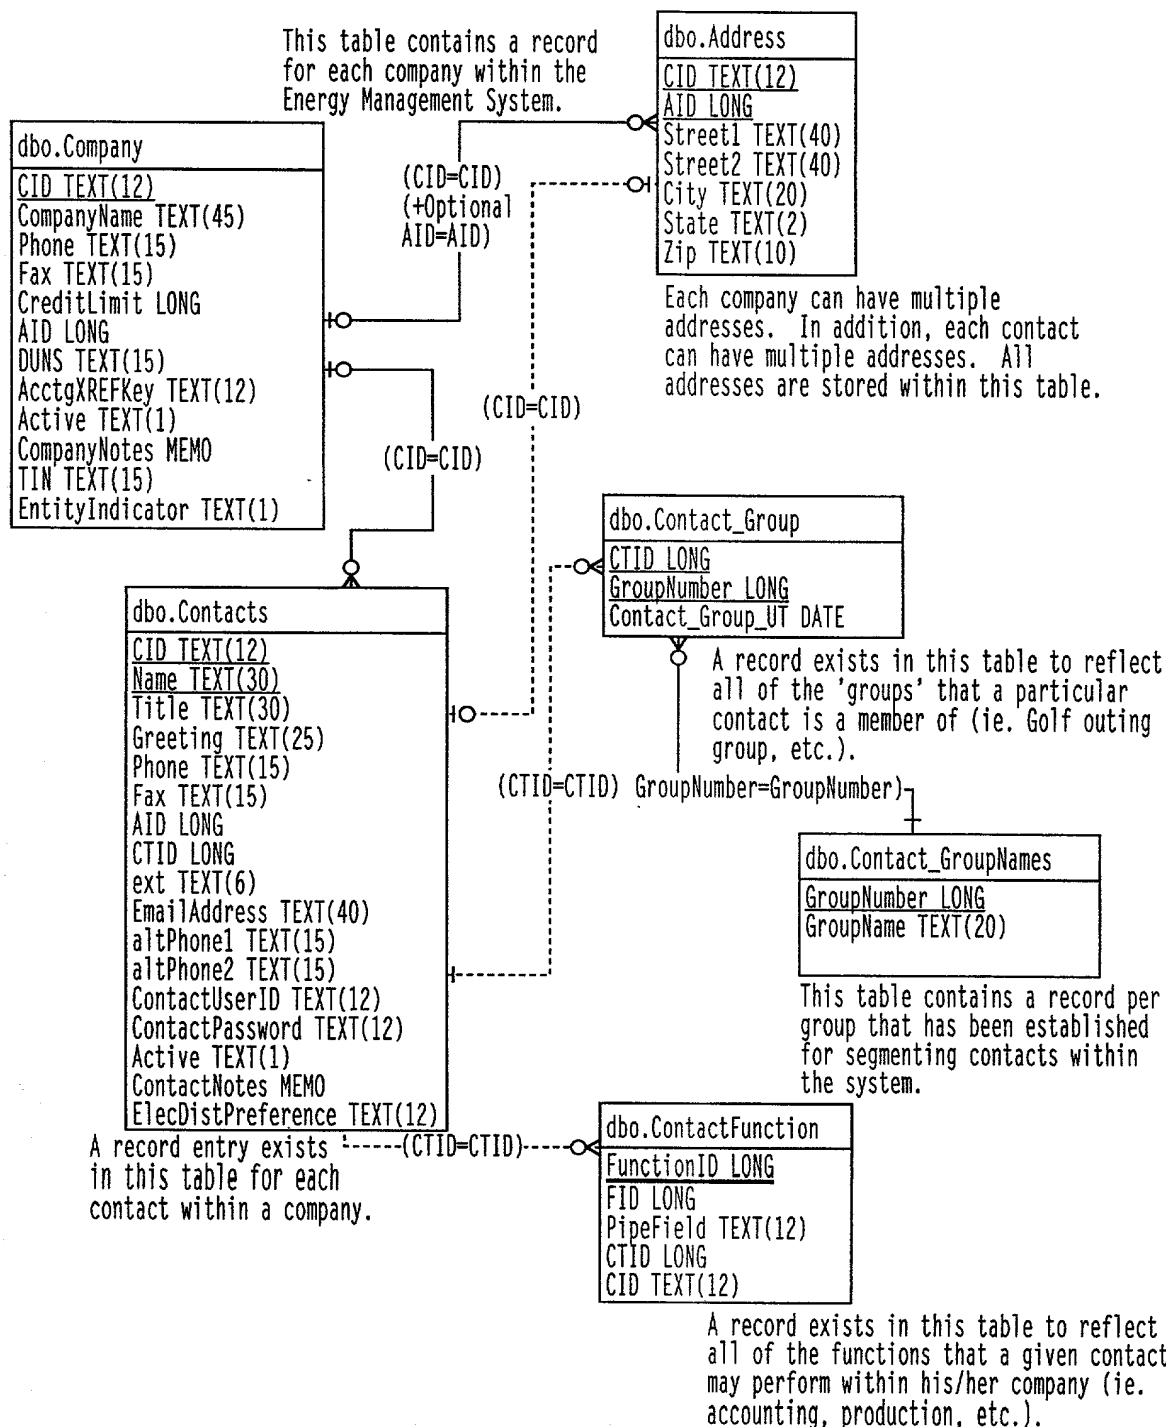 This table contains a record
for each company within the
Energy Management System.
dbo.Address
CID TEXT(12)
AID LONG
Street1 TEXT(40)
Street2 TEXT(40)
City TEXT(20)
State TEXT(2)
Zip TEXT(10)
Each company can have multiple
addresses. In addition, each contact
can have multiple addresses. All
addresses are stored within this table.
dbo.Company
CID TEXT(12)
CompanyName TEXT(45)
Phone TEXT(15)
Fax TEXT(15)
CreditLimit LONG
AID LONG
DUNS TEXT(15)
AcctgXREFKey TEXT(12)
Active TEXT(1)
CompanyNotes MEMO
TIN TEXT(15)
EntityIndicator TEXT(1)
(CID=CID)
(+Optional
AID=AID)
(CID=CID)
(CID=CID)
dbo.Contact_Group
CTID LONG
GroupNumber LONG
Contact_Group_UT DATE
A record exists in this table to reflect
all of the 'groups' that a particular
contact is a member of (ie. Golf outing
group, etc.).
(CTID=CTID) GroupNumber=GroupNumber)
dbo.Contacts
CID TEXT(12)
Name TEXT(30)
Title TEXT(30)
Greeting TEXT(25)
Phone TEXT(15)
Fax TEXT(15)
AID LONG
CTID LONG
ext TEXT(6)
EmailAddress TEXT(40)
altPhone1 TEXT(15)
altPhone2 TEXT(15)
ContactUserID TEXT(12)
ContactPassword TEXT(12)
Active TEXT(1)
ContactNotes MEMO
ElecDistPreference TEXT(12)
A record entry exists
in this table for each
contact within a company.
dbo.Contact_GroupNames
GroupNumber LONG
GroupName TEXT(20)
This table contains a record per
group that has been established
for segmenting contacts within
the system.
(CTID=CTID)
dbo.ContactFunction
FunctionID LONG
FID LONG
PipeField TEXT(12)
CTID LONG
CID TEXT(12)
A record exists in this table to reflect
all of the functions that a given contact
may perform within his/her company (ie.
accounting, production, etc.).